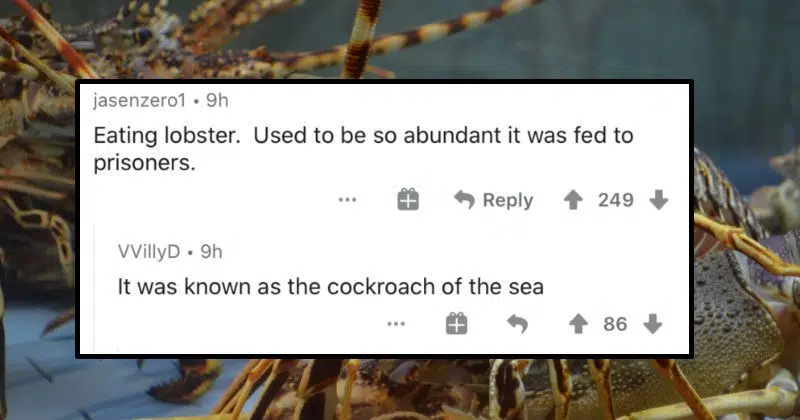 jasenzero1 • 9h
Eating lobster.  Used to be so abundant it was fed to
prisoners.
Reply 249
VVillyD • 9h
It was known as the cockroach of the sea
86